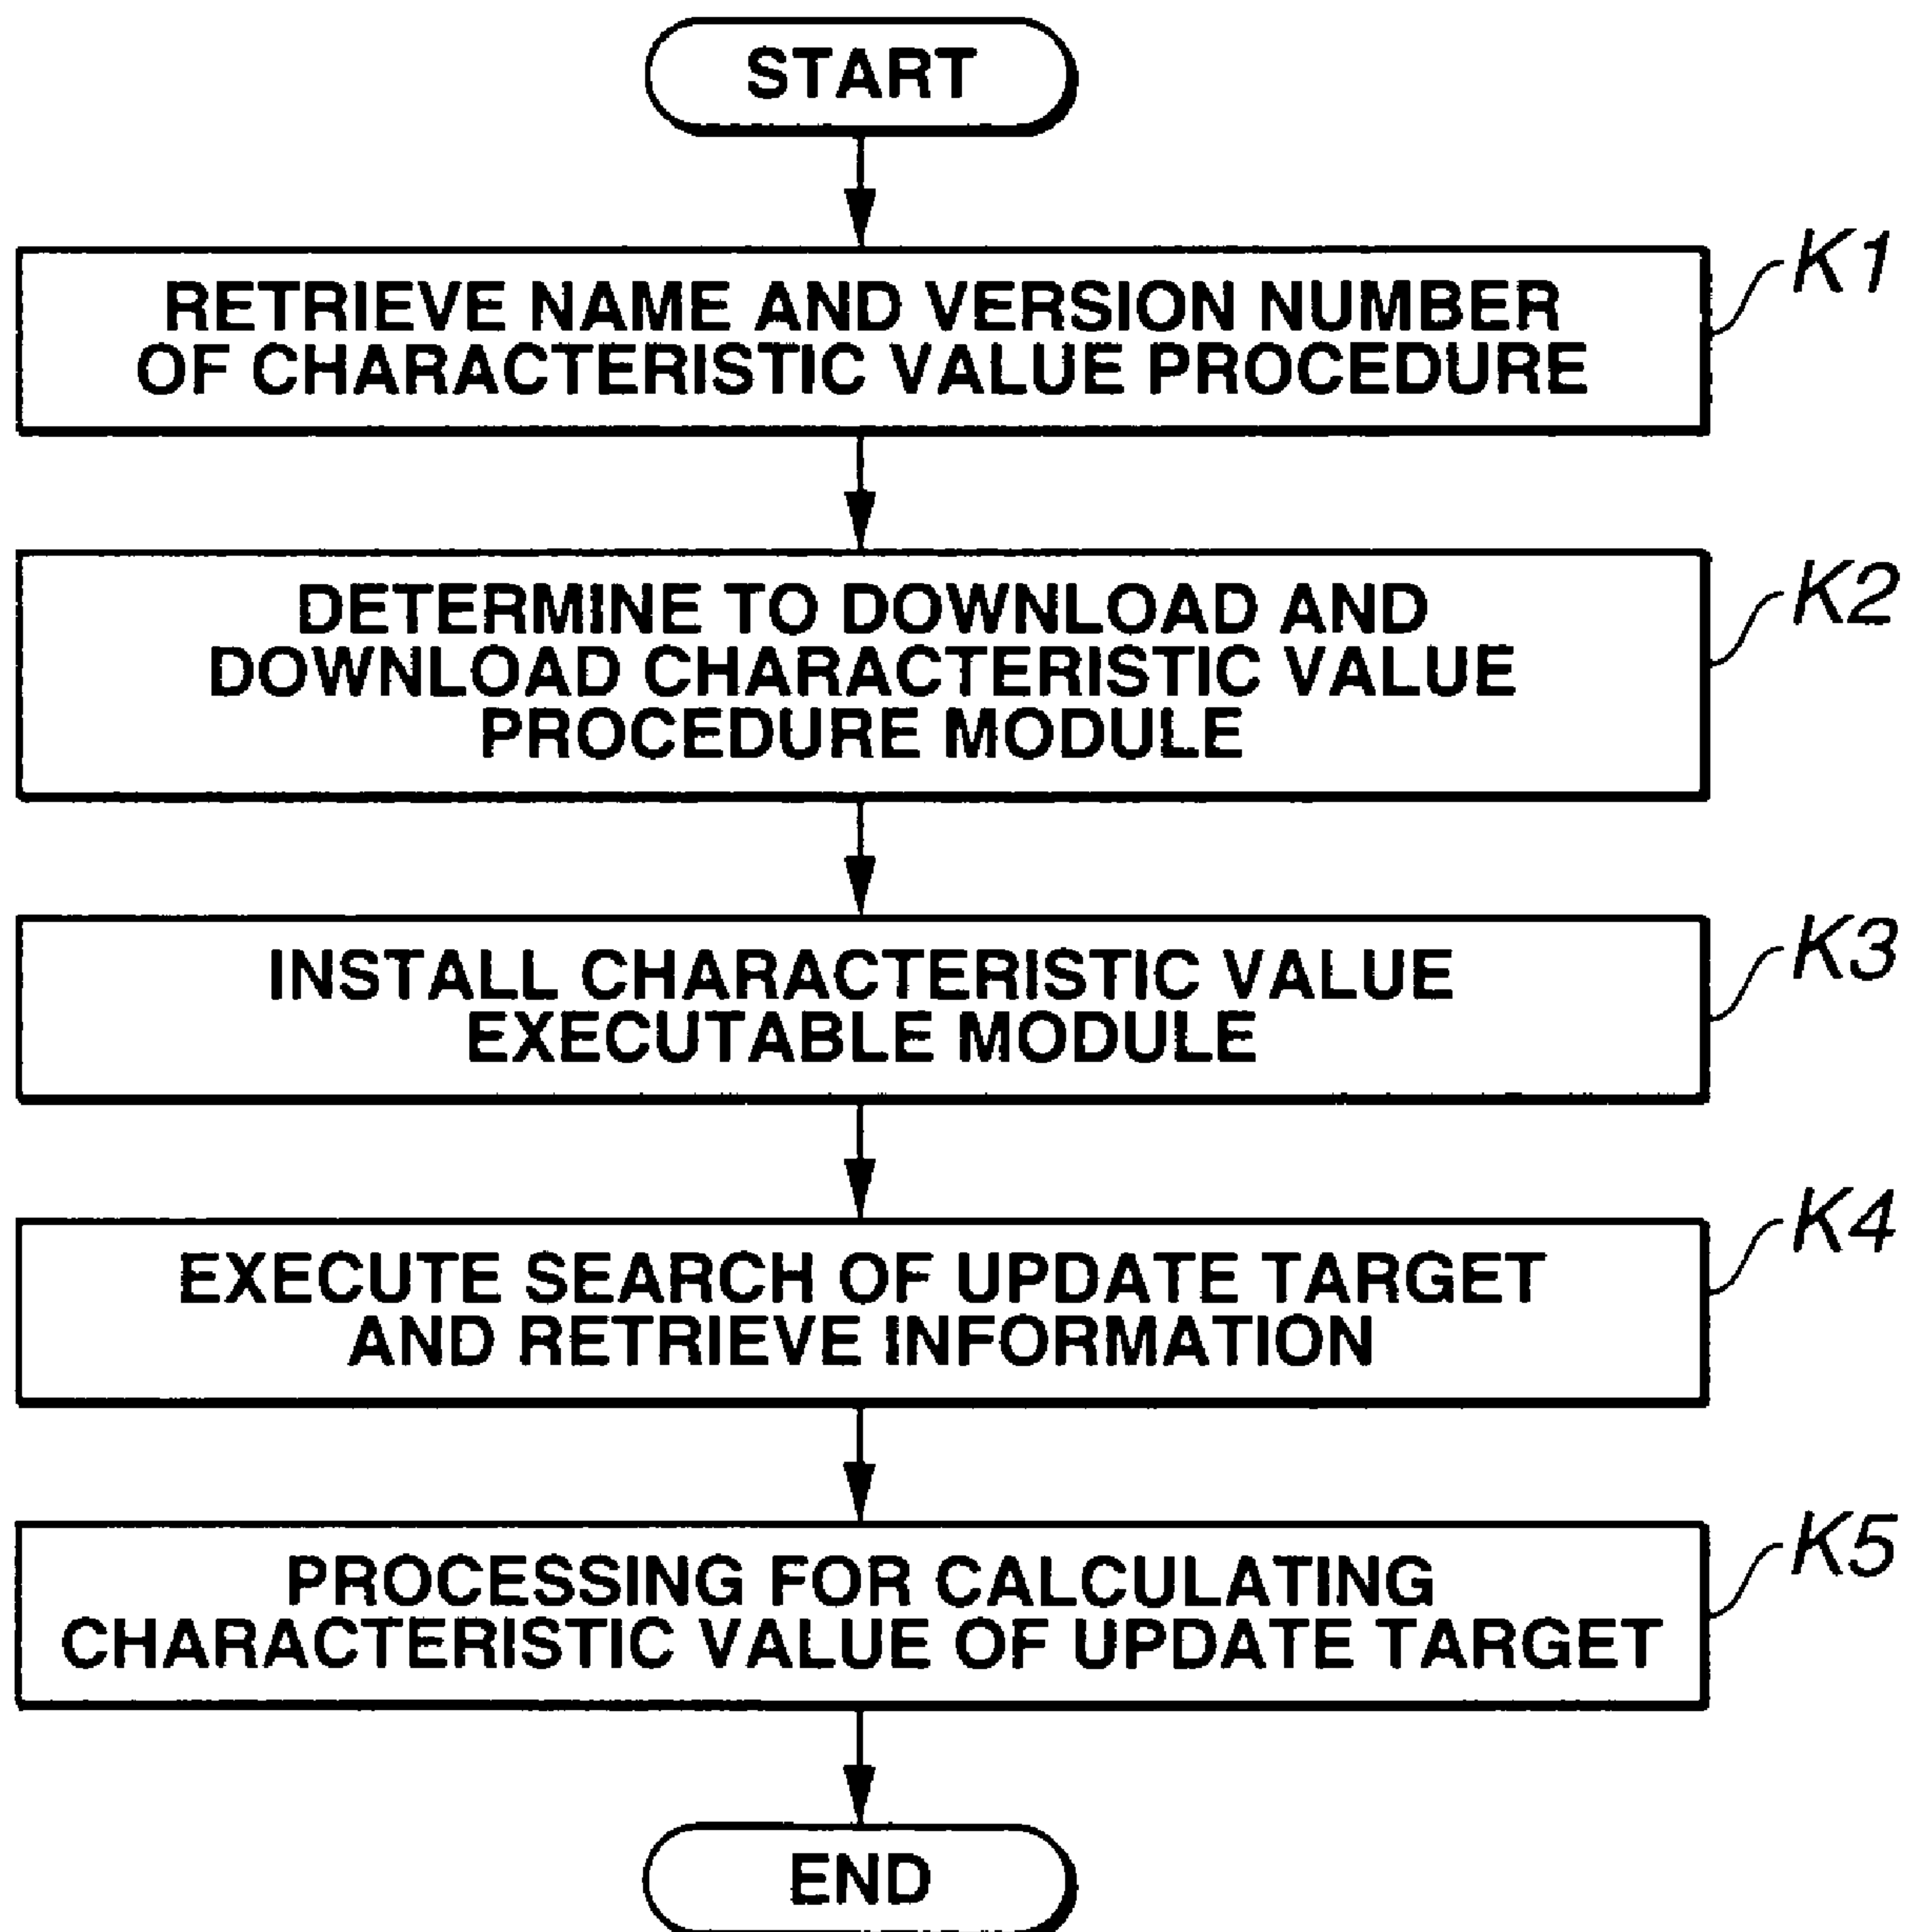 START
K1
RETRIEVE NAME AND VERSION NUMBER
OF CHARACTERISTIC VALUE PROCEDURE
K2
DETERMINE TO DOWNLOAD AND
DOWNLOAD CHARACTERISTIC VALUE
PROCEDURE MODULE
K3
INSTALL CHARACTERISTIC VALUE
EXECUTABLE MODULE
K4
EXECUTE SEARCH OF UPDATE TARGET
AND RETRIEVE INFORMATION
K5
PROCESSING FOR CALCULATING
CHARACTERISTIC VALUE OF UPDATE TARGET
END